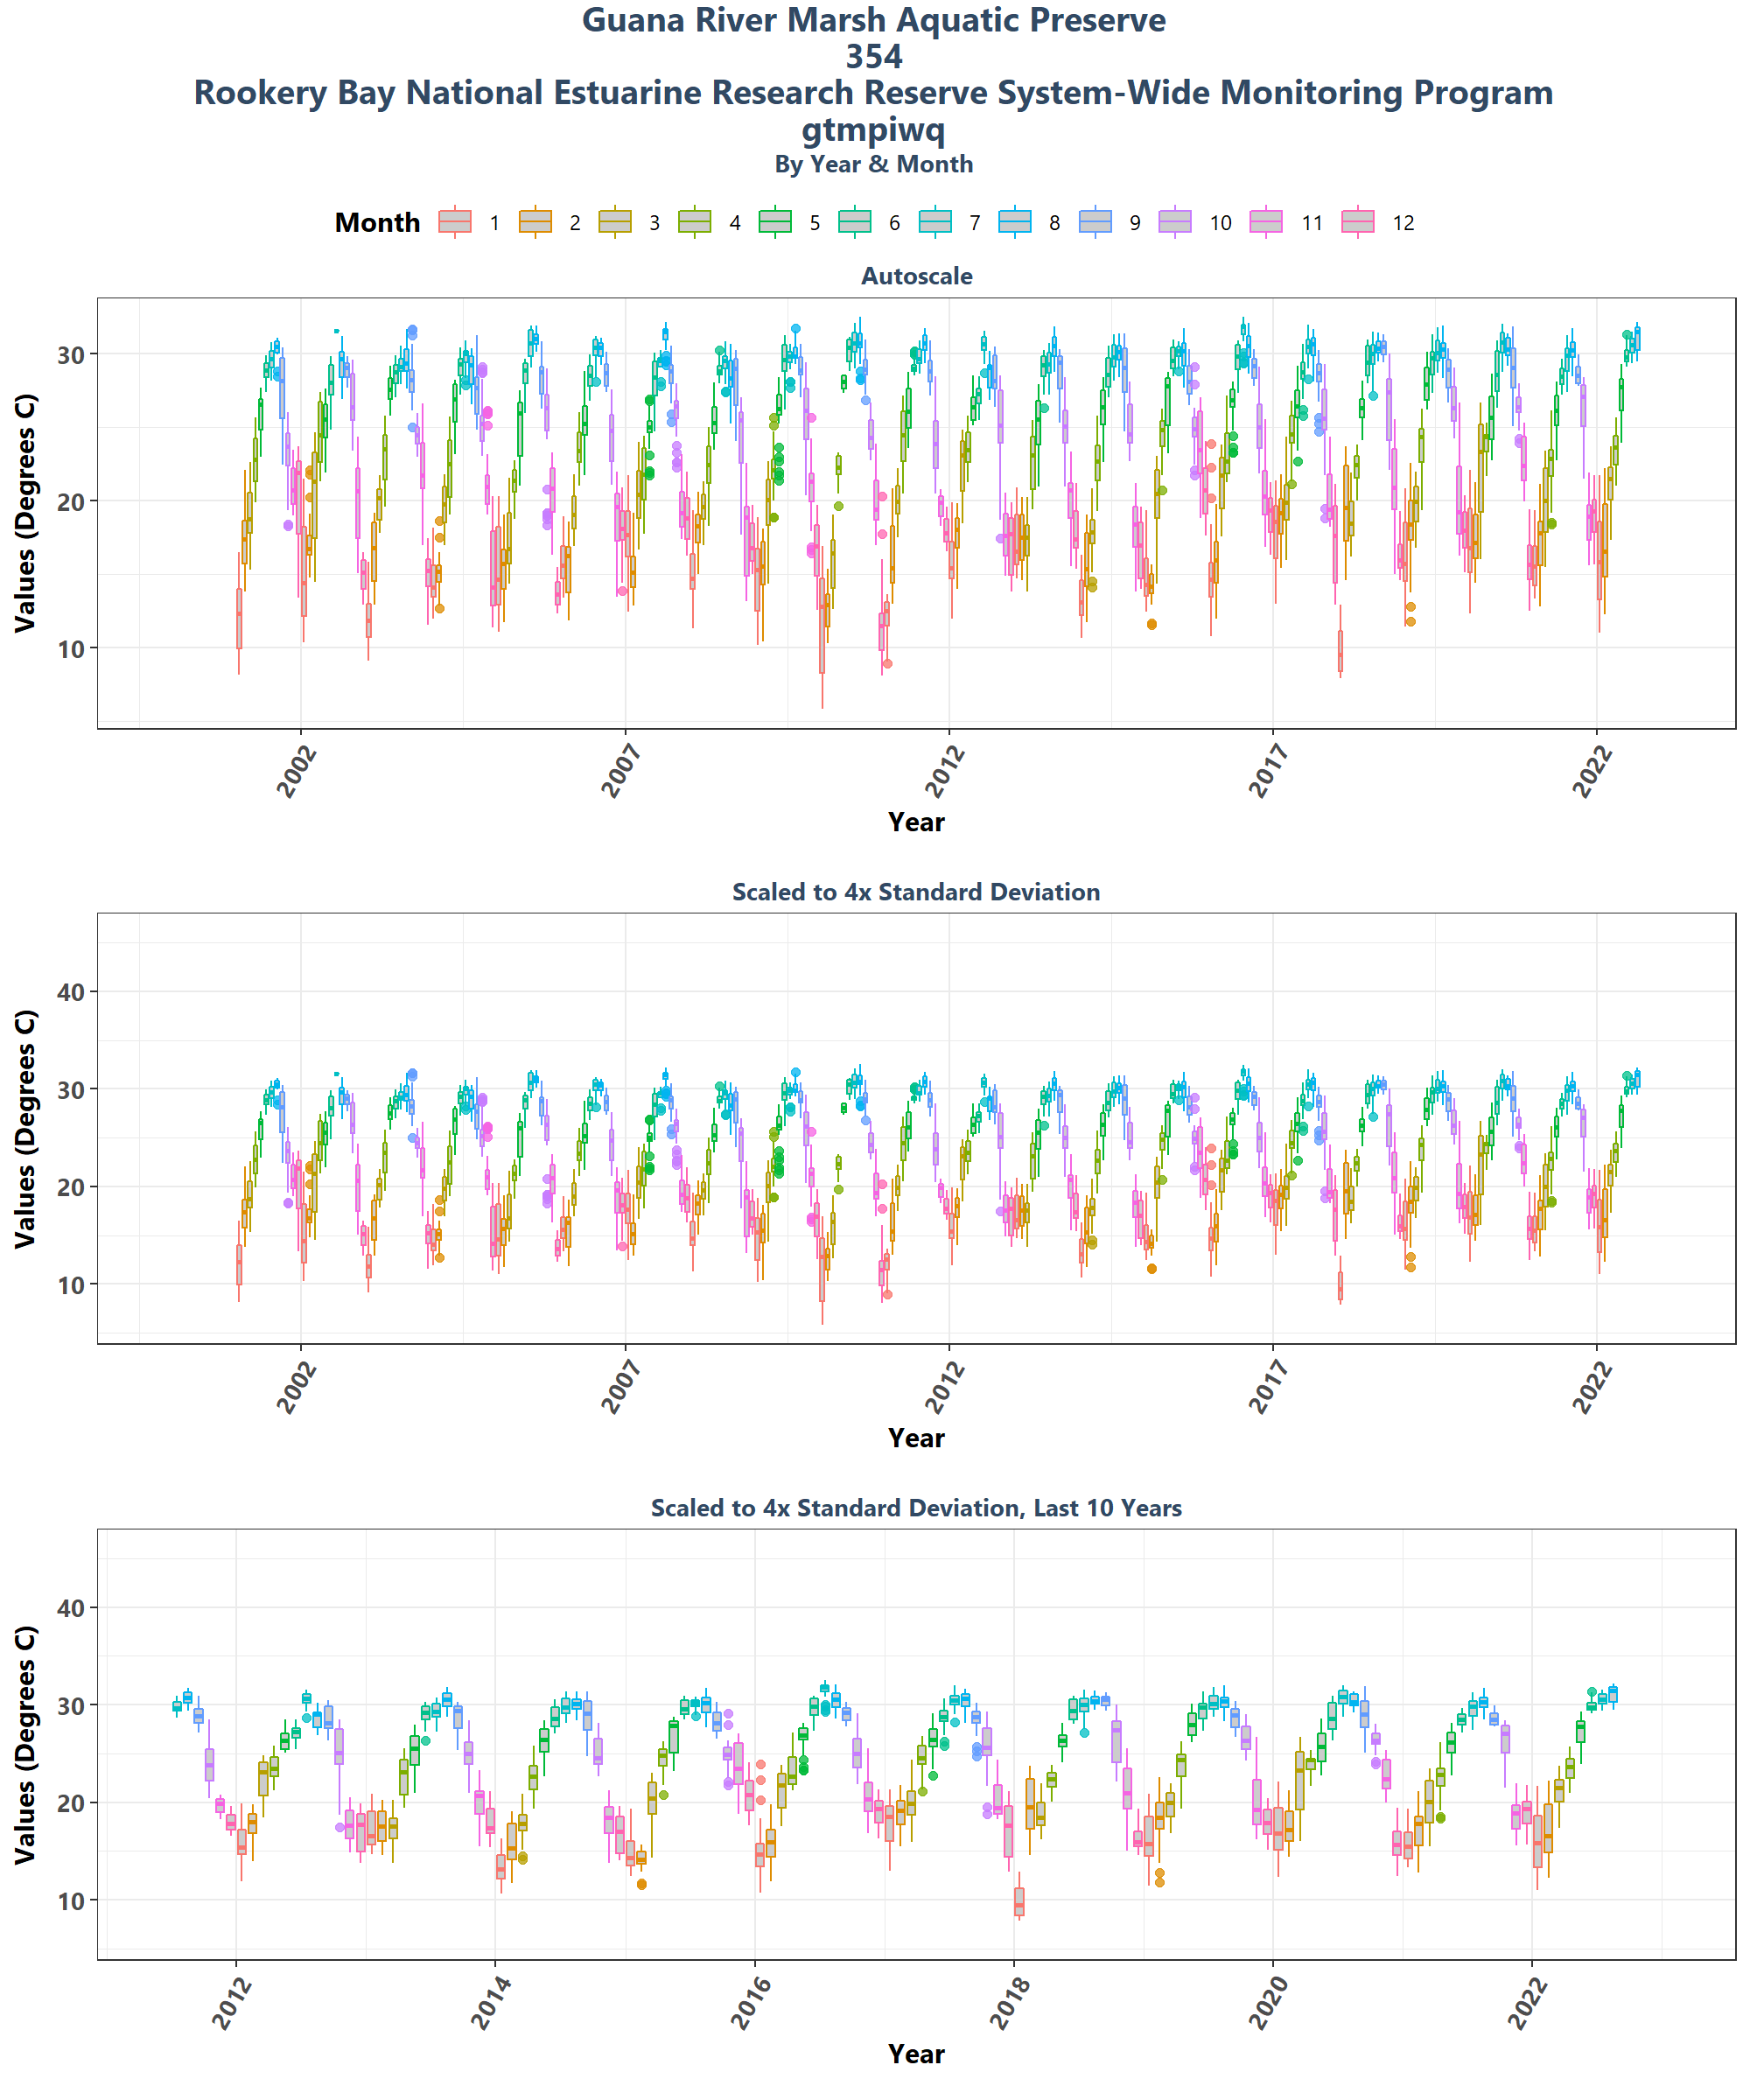 Guana River Marsh Aquatic Preserve
354
Rookery Bay National Estuarine Research Reserve System-Wide Monitoring Program
gtmpiwq
By Year & Month
Month 1 2 3 4 5 6 7 8 9 10 11 12
Autoscale
Values (Degrees C)
30
20
10
2002 2007 2012 2017 2022
Year
Scaled to 4x Standard Deviation
Values (Degrees C)
40
30
20
10
2002 2007 2012 2017 2022
Year
Scaled to 4x Standard Deviation, Last 10 Years
Values (Degrees C)
40
30
20
10
2012 2014 2016 2018 2020 2022
Year